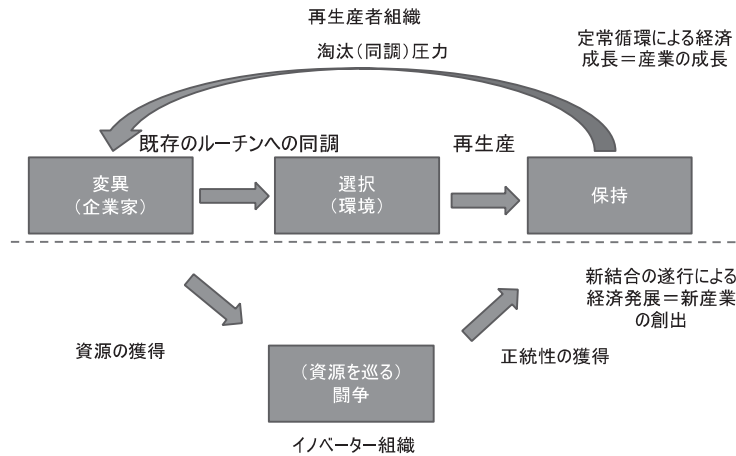 再生産者組織
淘汰(同調)圧力
定常循環による経済
成長＝産業の成長
既存のルーチンへの同調
再生産
変異
(企業家)
選択
(環境)
保持
新結合の遂行による
経済発展＝新産業
の創出
資源の獲得
正統性の獲得
(資源を巡る)
闘争
イノベーター組織